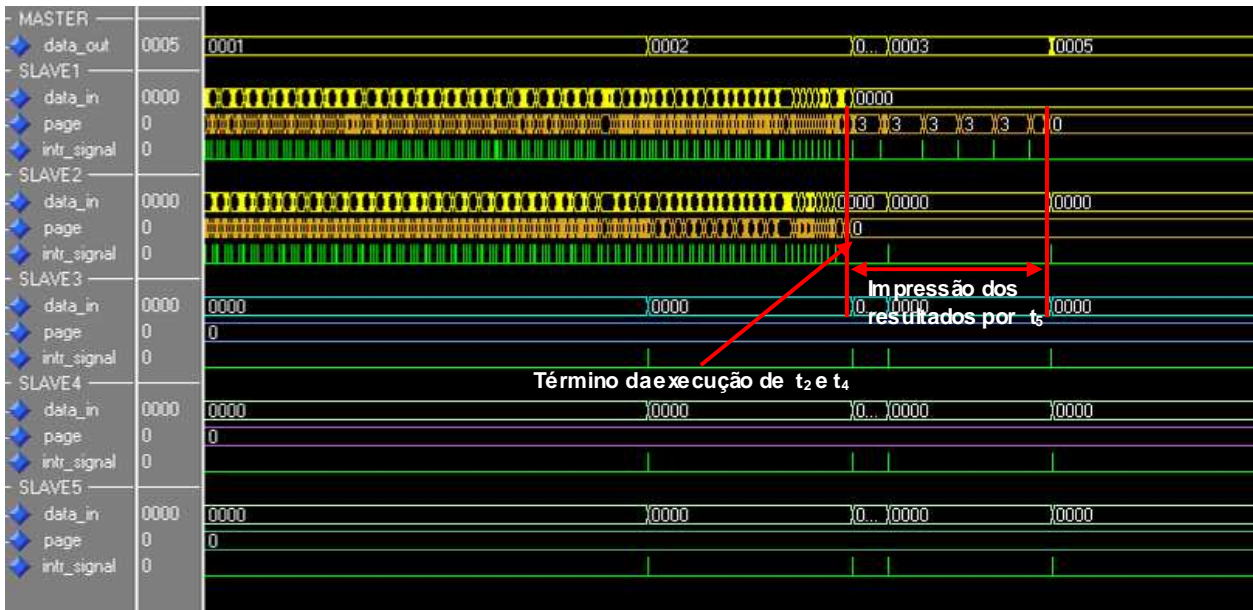 MASTER
data_out 0005 0001 0002 0... 0003 0005
SLAVE1
data_in 0000 0000
page 0 3 3 3 3 3 0
intr_signal 0
SLAVE2
data_in 0000 0000 0000
page 0 0
intr_signal 0
SLAVE3
data_in 0000 0000 0000 0... 0000 0000
page 0 0
intr_signal 0
Impressão dos
resultados por t5
SLAVE4
Término da execução de t2 e t4
data_in 0000 0000 0000 0... 0000 0000
page 0 0
intr_signal 0
SLAVE5
data_in 0000 0000 0000 0... 0000 0000
page 0 0
intr_signal 0